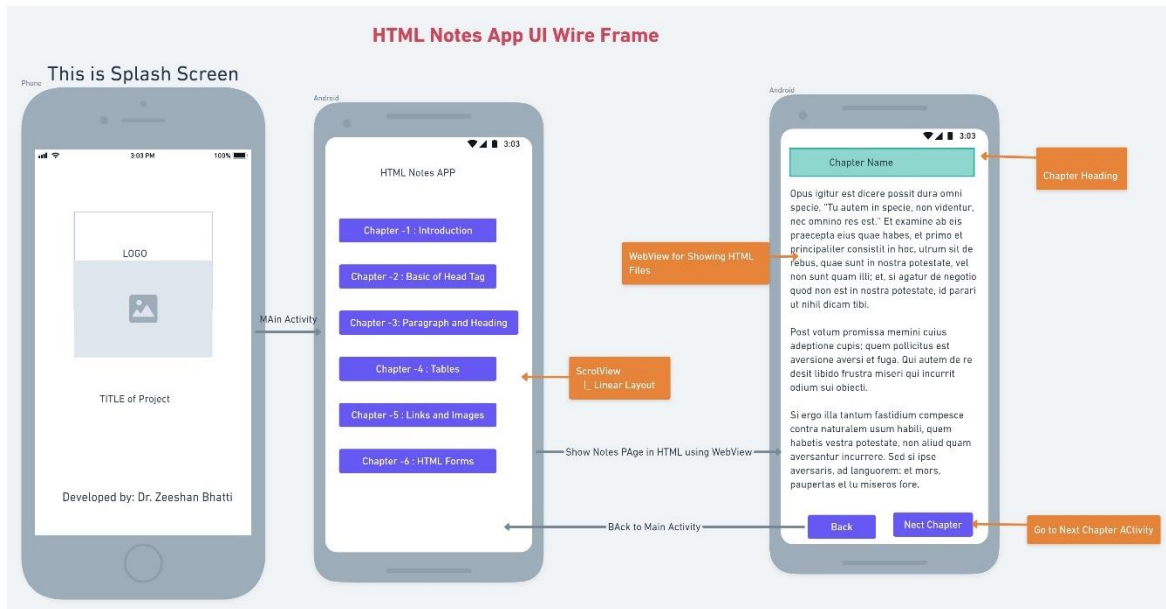 HTML Notes App UI Wire Frame
This is Splash Screen
Phone
3:03 PM
100%
LOGO
TITLE of Project
Developed by: Dr. Zeeshan Bhatti
MAin Activity
Android
3:03
HTML Notes APP
Chapter -1 : Introduction
Chapter -2 : Basic of Head Tag
Chapter -3: Paragraph and Heading
Chapter -4 : Tables
Chapter -5 : Links and Images
Chapter -6 : HTML Forms
ScrolView
|_ Linear Layout
Show Notes PAge in HTML using WebView
BAck to Main Activity
Android
3:03
Chapter Name
Chapter Heading
WebView for Showing HTML
Files
Opus igitur est dicere possit dura omni
specie, "Tu autem in specie, non videntur,
nec omnino res est." Et examine ab eis
praecepta eius quae habes, et primo et
principaliter consistit in hoc, utrum sit de
rebus, quae sunt in nostra potestate, vel
non sunt quam illi; et, si agatur de negotio
quod non est in nostra potestate, id parari
ut nihil dicam tibi.
Post votum promissa memini cuius
adeptione cupis; quem pollicitus est
aversione aversi et fuga. Qui autem de re
desit libido frustra miseri qui incurrit
odium sui obiecti.
Si ergo illa tantum fastidium compesce
contra naturalem usum habili, quem
habetis vestra potestate, non aliud quam
aversantur incurrere. Sed si ipse
aversaris, ad languorem; et mors,
paupertas et tu miseros fore.
Back
Nect Chapter
Go to Next Chapter ACtivity